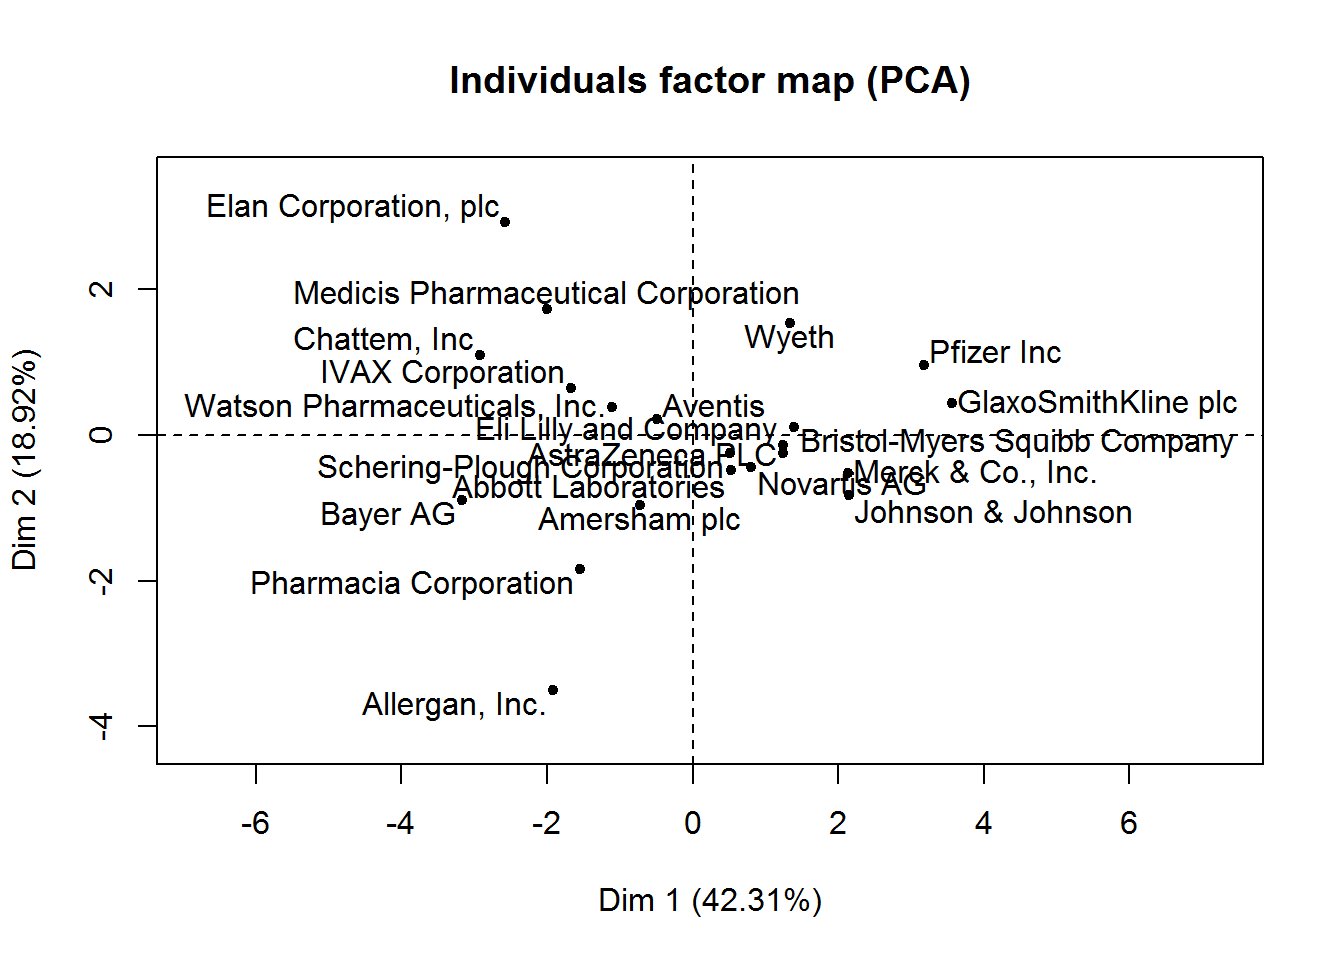 Individuals factor map (PCA)
Elan Corporation, plc
Medicis Pharmaceutical Corporation
Chattem, Inc
Wyeth
Pfizer Inc
IVAX Corporation
Watson Pharmaceuticals, Inc.
Aventis
GlaxoSmithKline plc
Eli Lilly and Company
Bristol-Myers Squibb Company
AstraZeneca PLC
Schering-Plough Corporation
Merck & Co., Inc.
Abbott Laboratories
Novartis AG
Bayer AG
Amersham plc
Johnson & Johnson
Pharmacia Corporation
Allergan, Inc.
2
0
-2
-4
Dim 2 (18.92%)
-6
-4
-2
0
2
4
6
Dim 1 (42.31%)